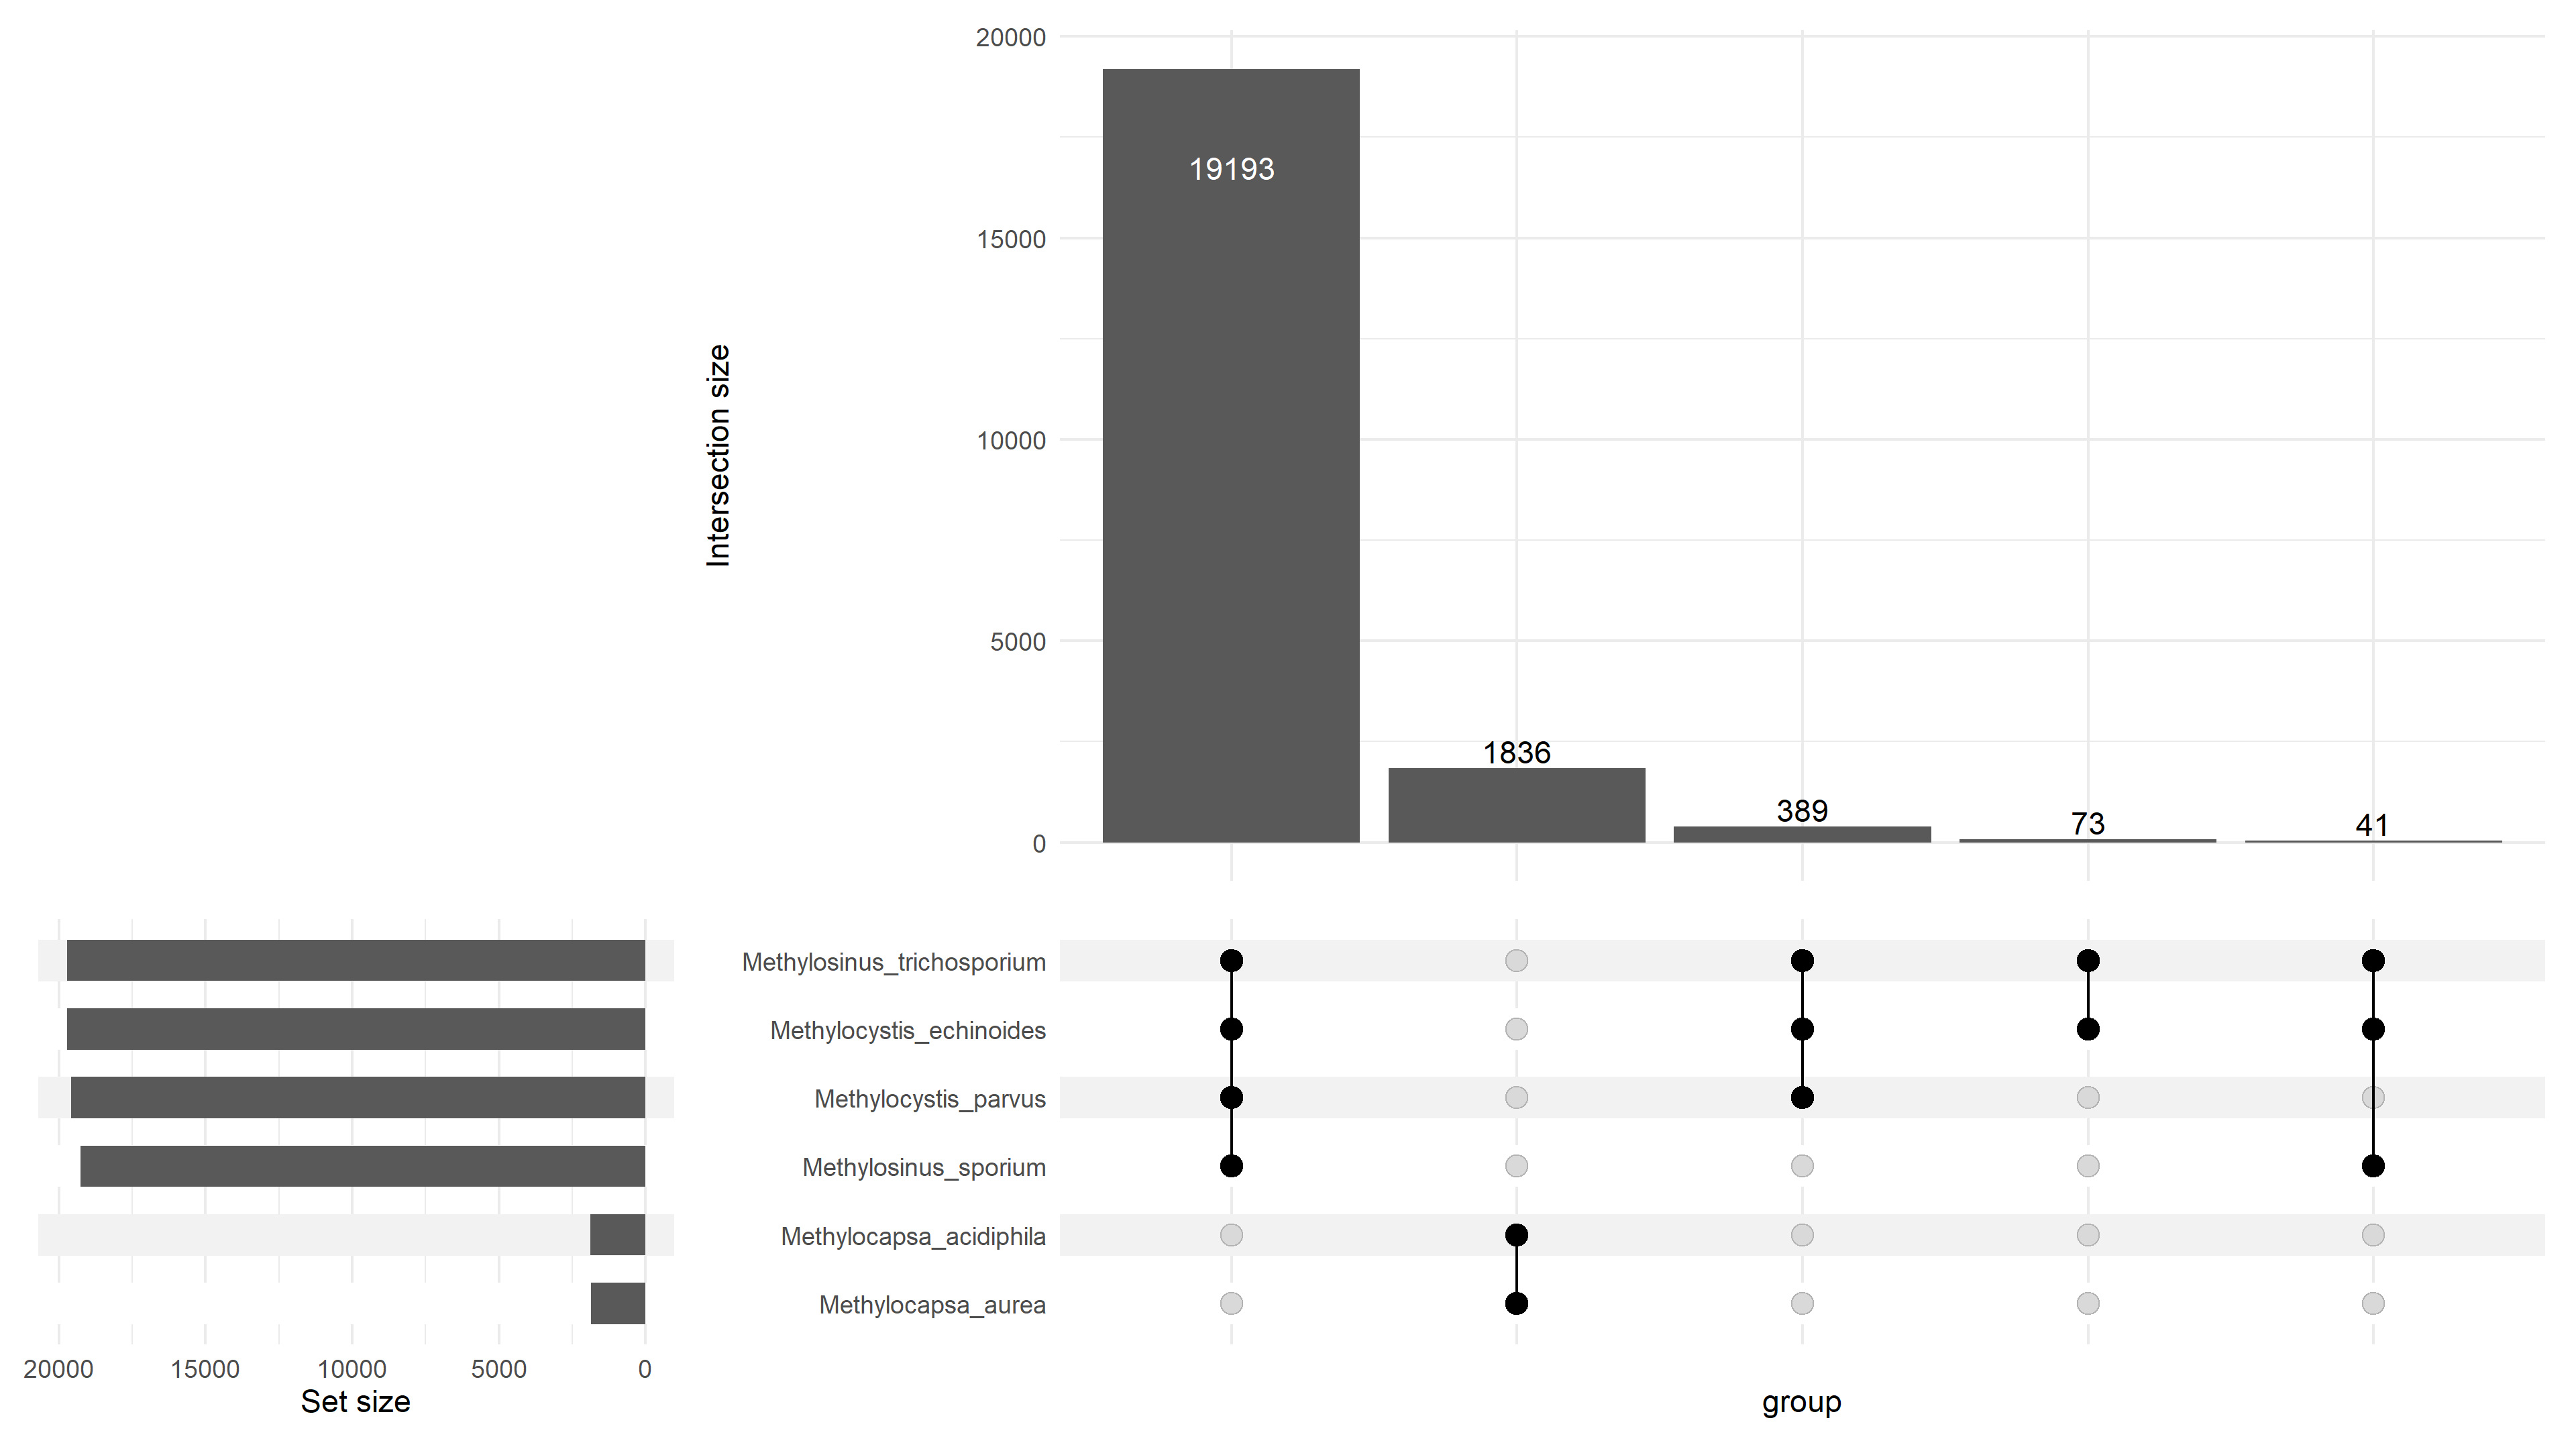 20000
15000
10000
5000
0
Intersection size
19193
1836
389
73
41
Methylosinus_trichosporium
Methylocystis_echinoides
Methylocystis_parvus
Methylosinus_sporium
Methylocapsa_acidiphila
Methylocapsa_aurea
20000 15000 10000 5000 0
Set size
group